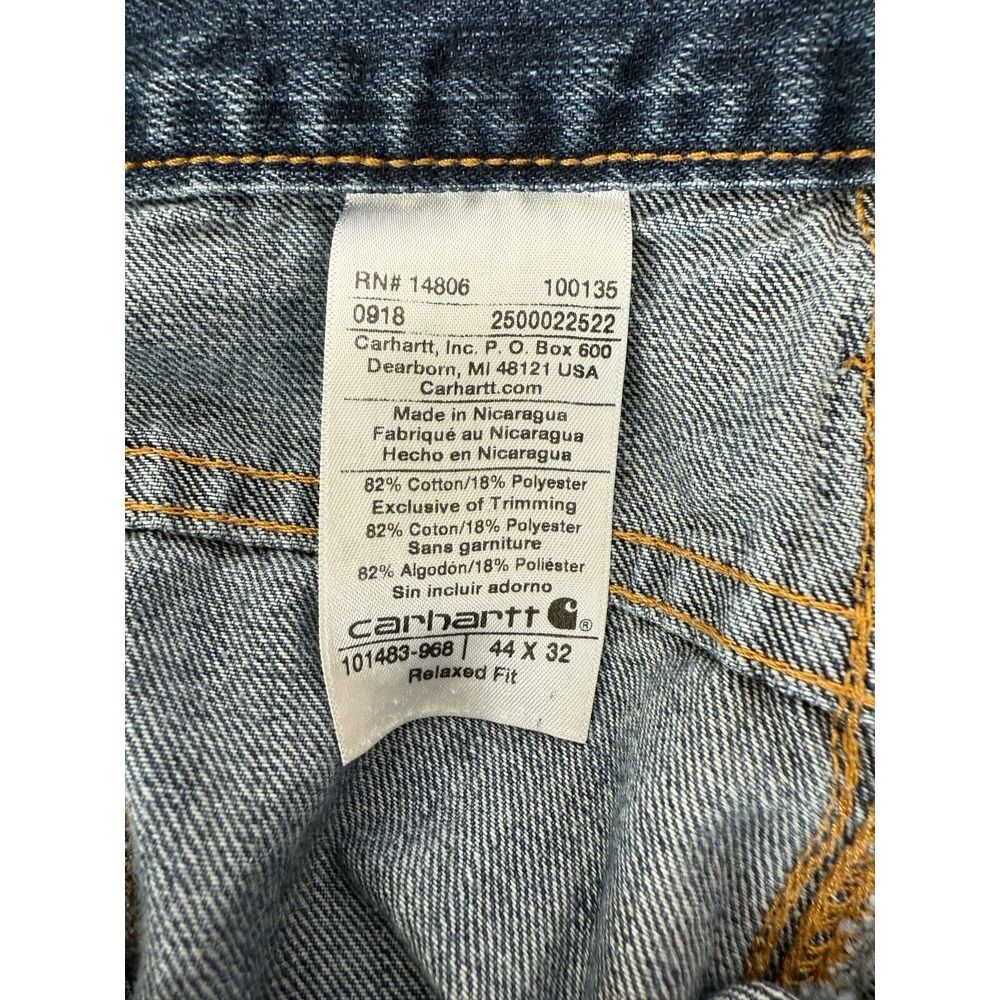 RN# 14806 100135
0918 2500022522
Carhartt, Inc. P. O. Box 600
Dearborn, MI 48121 USA
Carhartt.com
Made in Nicaragua
Fabriqué au Nicaragua
Hecho en Nicaragua
82% Cotton/18% Polyester
Exclusive of Trimming
82% Coton/18% Polyester
Sans garniture
82% Algodón/18% Poliéster
Sin incluir adorno
carhartt ®
101483-968 | 44 X 32
Relaxed Fit